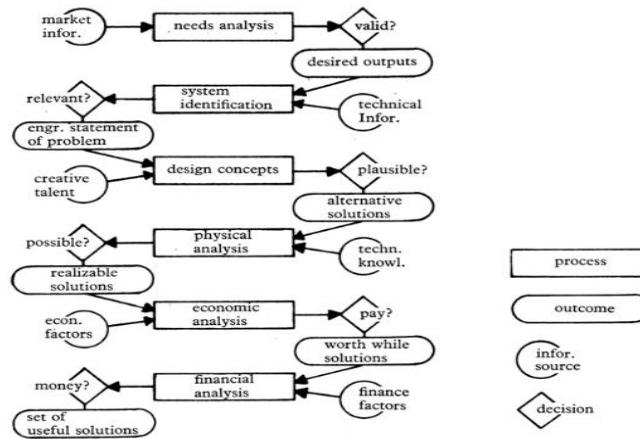 market
infor.
needs analysis
valid?
desired outputs
relevant?
system
identification
technical
Infor.
engr. statement
of problem
creative
talent
design concepts
plausible?
alternative
solutions
possible?
physical
analysis
techn.
knowl.
realizable
solutions
econ.
factors
economic
analysis
pay?
worth while
solutions
money?
financial
analysis
finance
factors
set of
useful solutions
process
outcome
infor.
source
decision